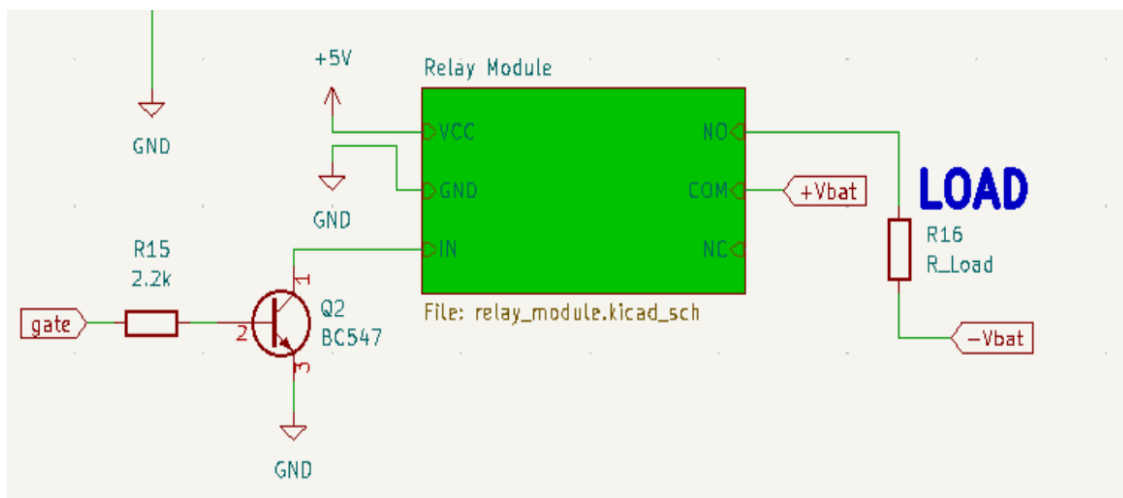 +5V
Relay Module
GND
VCC
NO
GND
COM
+Vbat
LOAD
GND
R15
2.2k
IN
NC
R16
R_Load
1
Q2
BC547
File: relay_module.kicad_sch
gate
2
3
-Vbat
GND